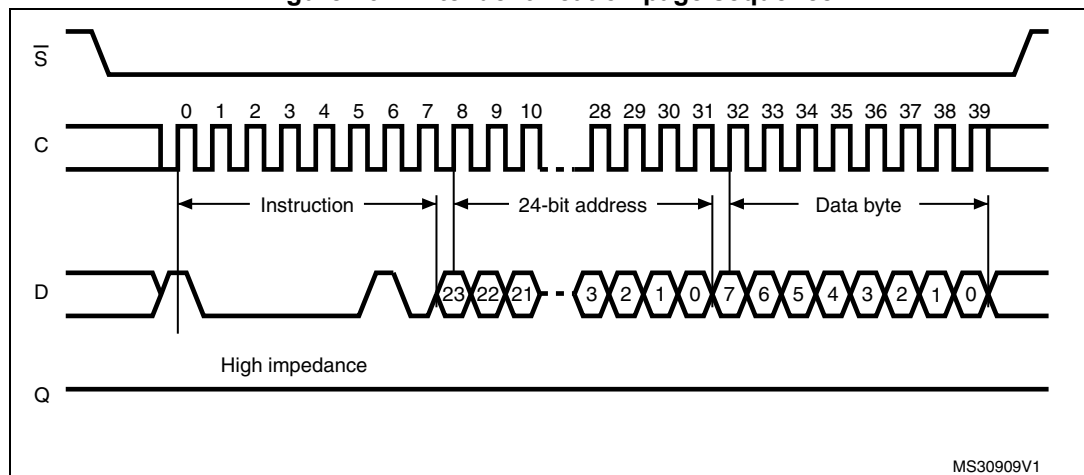 S
0 1 2 3 4 5 6 7 8 9 10 28 29 30 31 32 33 34 35 36 37 38 39
C
Instruction 24-bit address Data byte
D 23 22 21 3 2 1 0 7 6 5 4 3 2 1 0
High impedance
Q
MS30909V1